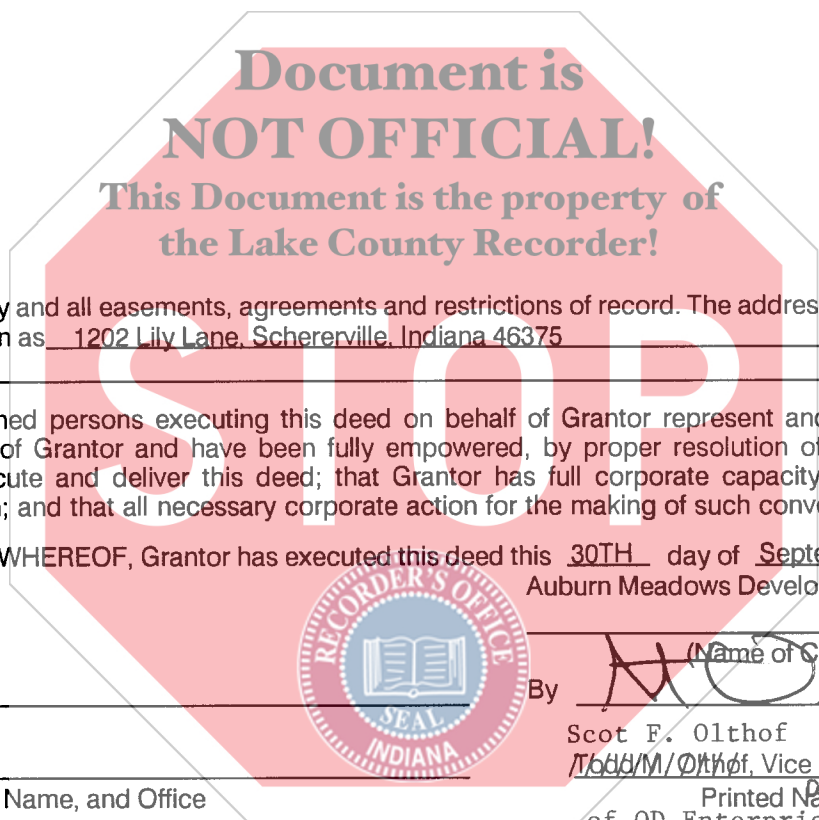 Document is
NOT OFFICIAL!
This Document is the property of
the Lake County Recorder!
y and all easements, agreements and restrictions of record. The addres
n as 1202 Lily Lane, Schererville, Indiana 46375
STOP
ned persons executing this deed on behalf of Grantor represent and
of Grantor and have been fully empowered, by proper resolution of
cute and deliver this deed; that Grantor has full corporate capacity
; and that all necessary corporate action for the making of such conv
WHEREOF, Grantor has executed this deed this 30TH day of Septe
Auburn Meadows Develo
RECORDER'S OFFICE
SEAL
INDIANA
(Name of C
By
Scot F. Olthof
Todd M. Olthof, Vice
Name, and Office
Printed Na
of OD Enterpri